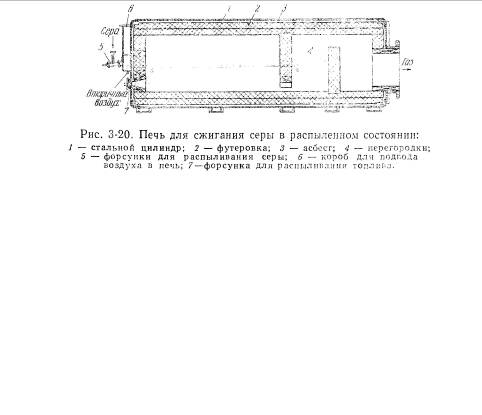 6
1
2
3
Сера
4
5
Газ
Вторичный
воздух
7
Рис. 3-20. Печь для сжигания серы в распыленном состоянии:
1 — стальной цилиндр; 2 — футеровка; 3 — асбест; 4 — перегородки;
5 — форсунки для распыливания серы; 6 — короб для подвода
воздуха в печь; 7—форсунка для распыливания топлива.